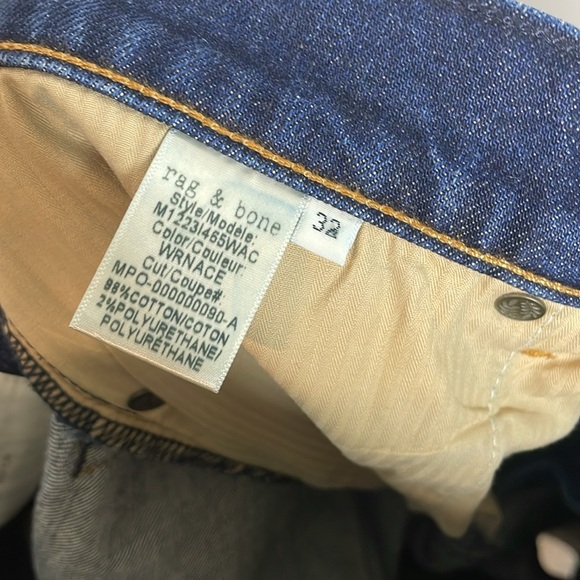 rag & bone
Style/Modèle:
M1223I465WAC
Color/Couleur:
WRNACE
Cut/Coupe#:
MPO-000000090-A
98%COTTON/COTON
2%POLYURETHANE/
POLYURÉTHANE
32